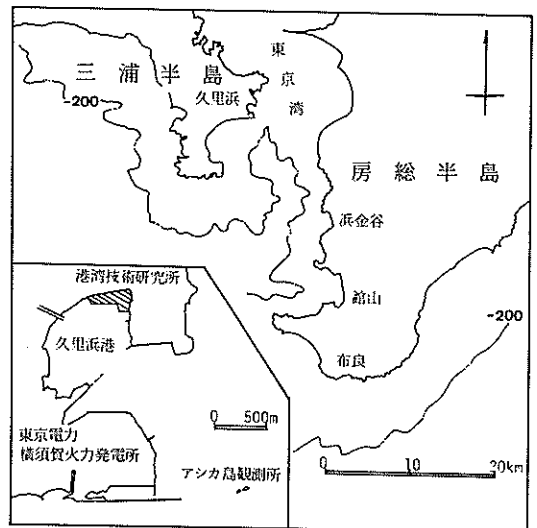 東
京
湾
三浦半島
久里浜
-200
房総半島
浜金谷
館山
-200
布良
港湾技術研究所
久里浜港
0 500m
東京電力
横須賀火力発電所
アシカ島観測所
0 10 20km